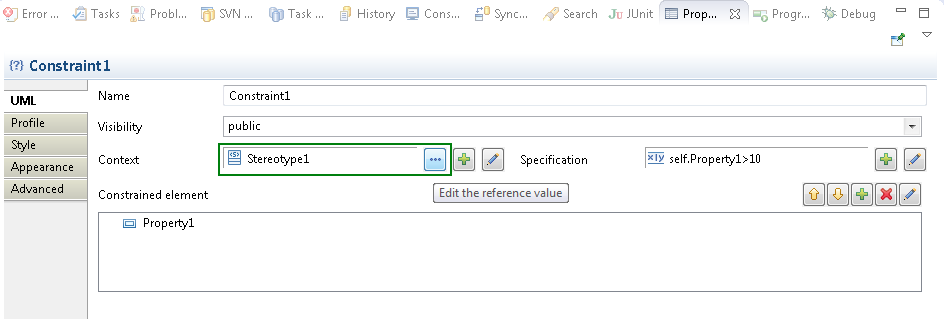 Error ... Tasks Probl... SVN ... Task ... History Cons... Sync... Search Ju JUnit Prop... Progr... Debug
{?} Constraint1
UML
Profile
Style
Appearance
Advanced
Name Constraint1
Visibility public
Context <S> Stereotype1 ... Specification x|y self.Property1>10
Edit the reference value
Constrained element
Property1